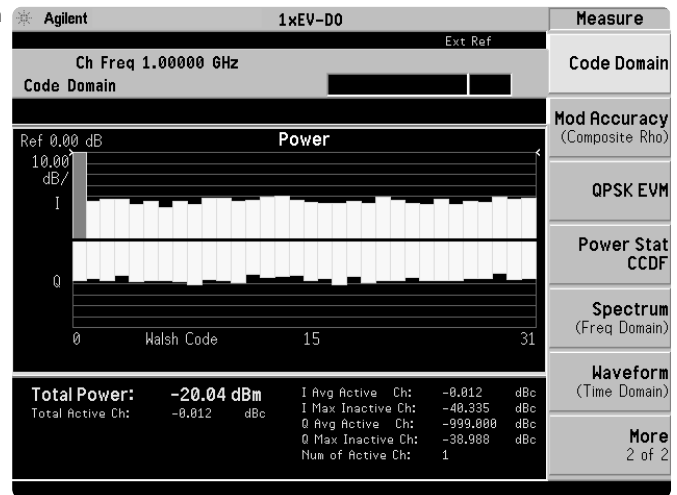 Agilent 1xEV-DO Measure
Ext Ref
Ch Freq 1.00000 GHz
Code Domain
Code Domain
Mod Accuracy
(Composite Rho)
QPSK EVM
Power Stat
CCDF
Spectrum
(Freq Domain)
Waveform
(Time Domain)
More
2 of 2
Ref 0.00 dB Power
10.00
dB/
I
Q
0 Walsh Code 15 31
Total Power: -20.04 dBm
Total Active Ch: -0.012 dBc
I Avg Active Ch: -0.012 dBc
I Max Inactive Ch: -40.335 dBc
Q Avg Active Ch: -999.000 dBc
Q Max Inactive Ch: -38.988 dBc
Num of Active Ch: 1